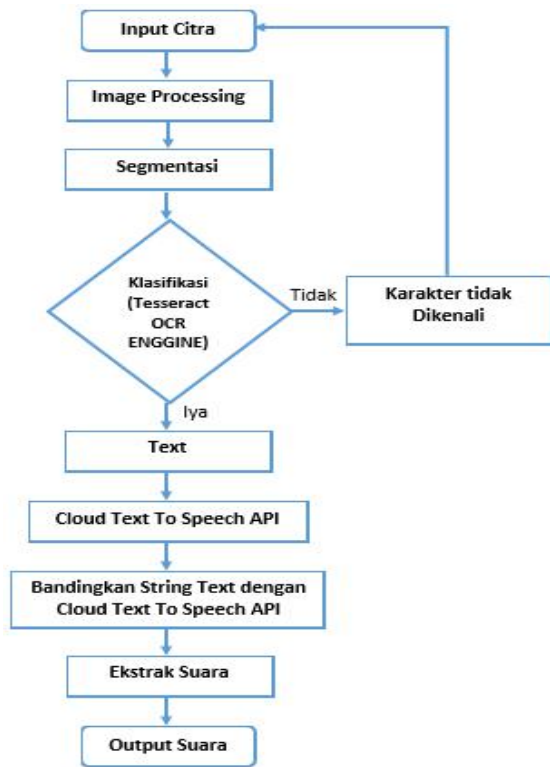 Input Citra
Image Processing
Segmentasi
Klasifikasi
(Tesseract
OCR
ENGGINE)
Tidak
Karakter tidak
Dikenali
Iya
Text
Cloud Text To Speech API
Bandingkan String Text dengan
Cloud Text To Speech API
Ekstrak Suara
Output Suara